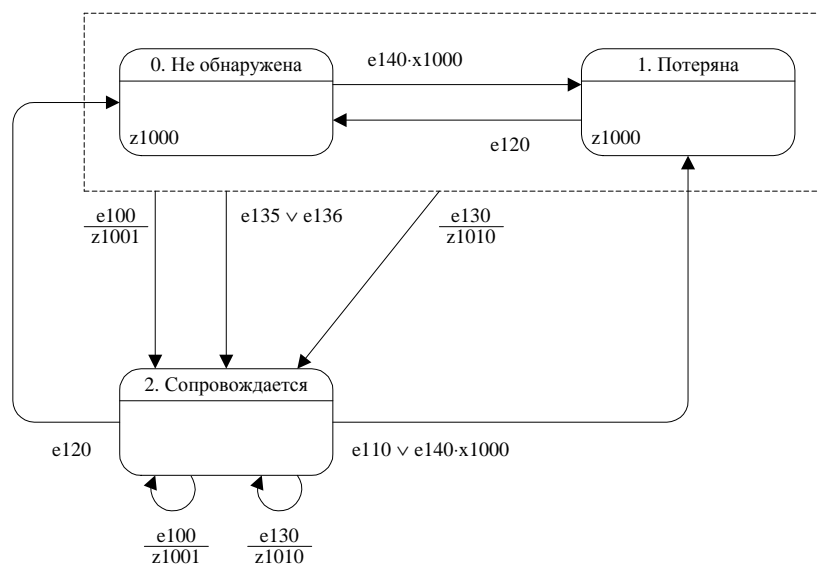 0. Не обнаружена
e140·x1000
1. Потеряна
z1000
e120
z1000
e100
z1001
e135 ∨ e136
e130
z1010
2. Сопровождается
e120
e110 ∨ e140·x1000
e100
z1001
e130
z1010